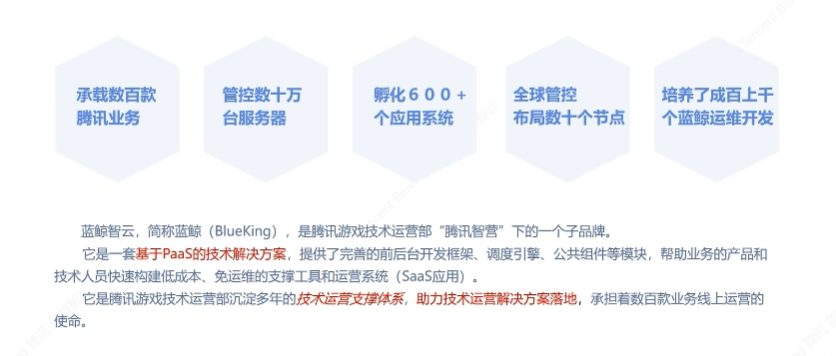 承载数百款
腾讯业务
管控数十万
台服务器
孵化６００＋
个应用系统
全球管控
布局数十个节点
培养了成百上千
个蓝鲸运维开发
蓝鲸智云，简称蓝鲸（BlueKing），是腾讯游戏技术运营部“腾讯智营”下的一个子品牌。
它是一套基于PaaS的技术解决方案，提供了完善的前后台开发框架、调度引擎、公共组件等模块，帮助业务的产品和
技术人员快速构建低成本、免运维的支撑工具和运营系统（SaaS应用）。
它是腾讯游戏技术运营部沉淀多年的技术运营支撑体系，助力技术运营解决方案落地，承担着数百款业务线上运营的
使命。